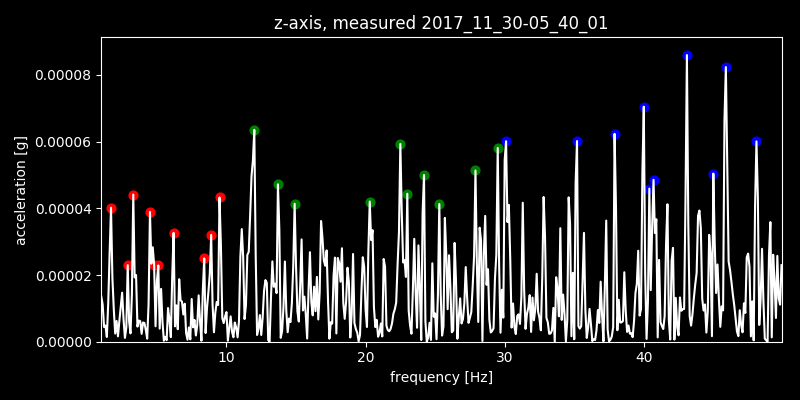 z-axis, measured 2017_11_30-05_40_01
0.00008
0.00006
0.00004
0.00002
0.00000
acceleration [g]
10 20 30 40
frequency [Hz]